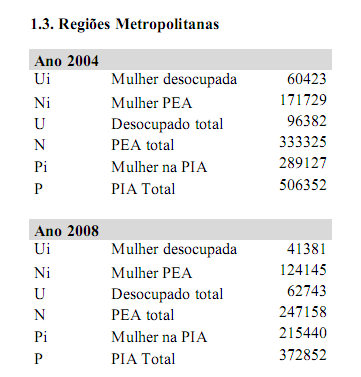 1.3. Regiões Metropolitanas
Ano 2004
Ui Mulher desocupada 60423
Ni Mulher PEA 171729
U Desocupado total 96382
N PEA total 333325
Pi Mulher na PIA 289127
P PIA Total 506352
Ano 2008
Ui Mulher desocupada 41381
Ni Mulher PEA 124145
U Desocupado total 62743
N PEA total 247158
Pi Mulher na PIA 215440
P PIA Total 372852